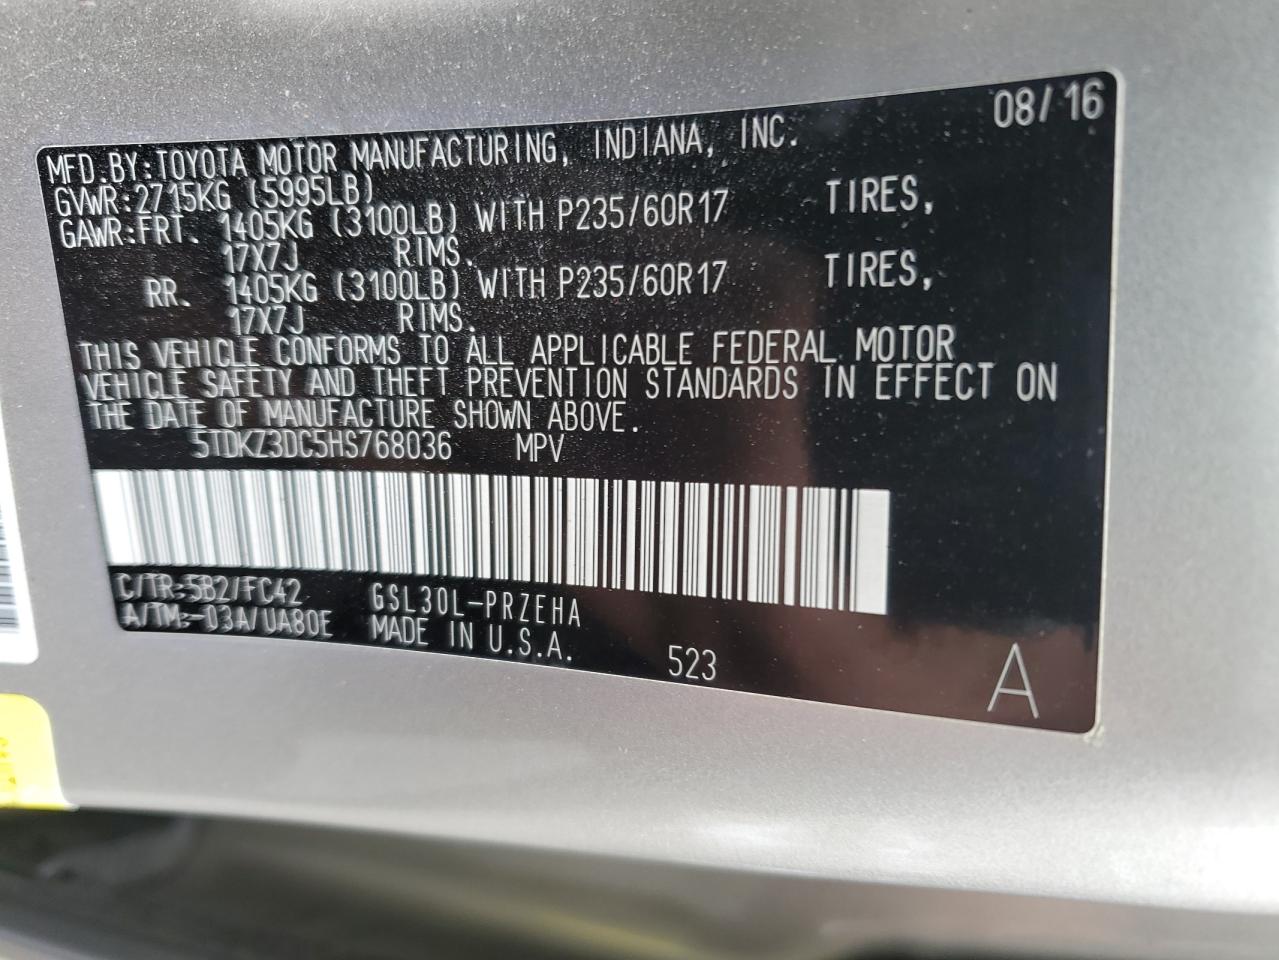 08/16
MFD.BY:TOYOTA MOTOR MANUFACTURING, INDIANA, INC.
GVWR:2715KG (5995LB)
GAWR:FRT. 1405KG (3100LB) WITH P235/60R17 TIRES,
17X7J RIMS.
RR. 1405KG (3100LB) WITH P235/60R17 TIRES,
17X7J RIMS.
THIS VEHICLE CONFORMS TO ALL APPLICABLE FEDERAL MOTOR
VEHICLE SAFETY AND THEFT PREVENTION STANDARDS IN EFFECT ON
THE DATE OF MANUFACTURE SHOWN ABOVE.
5TDKZ3DC5HS768036 MPV
C/TR:5B2/FC42 GSL30L-PRZEHA
A/TM:-03A/UA80E MADE IN U.S.A. 523
A